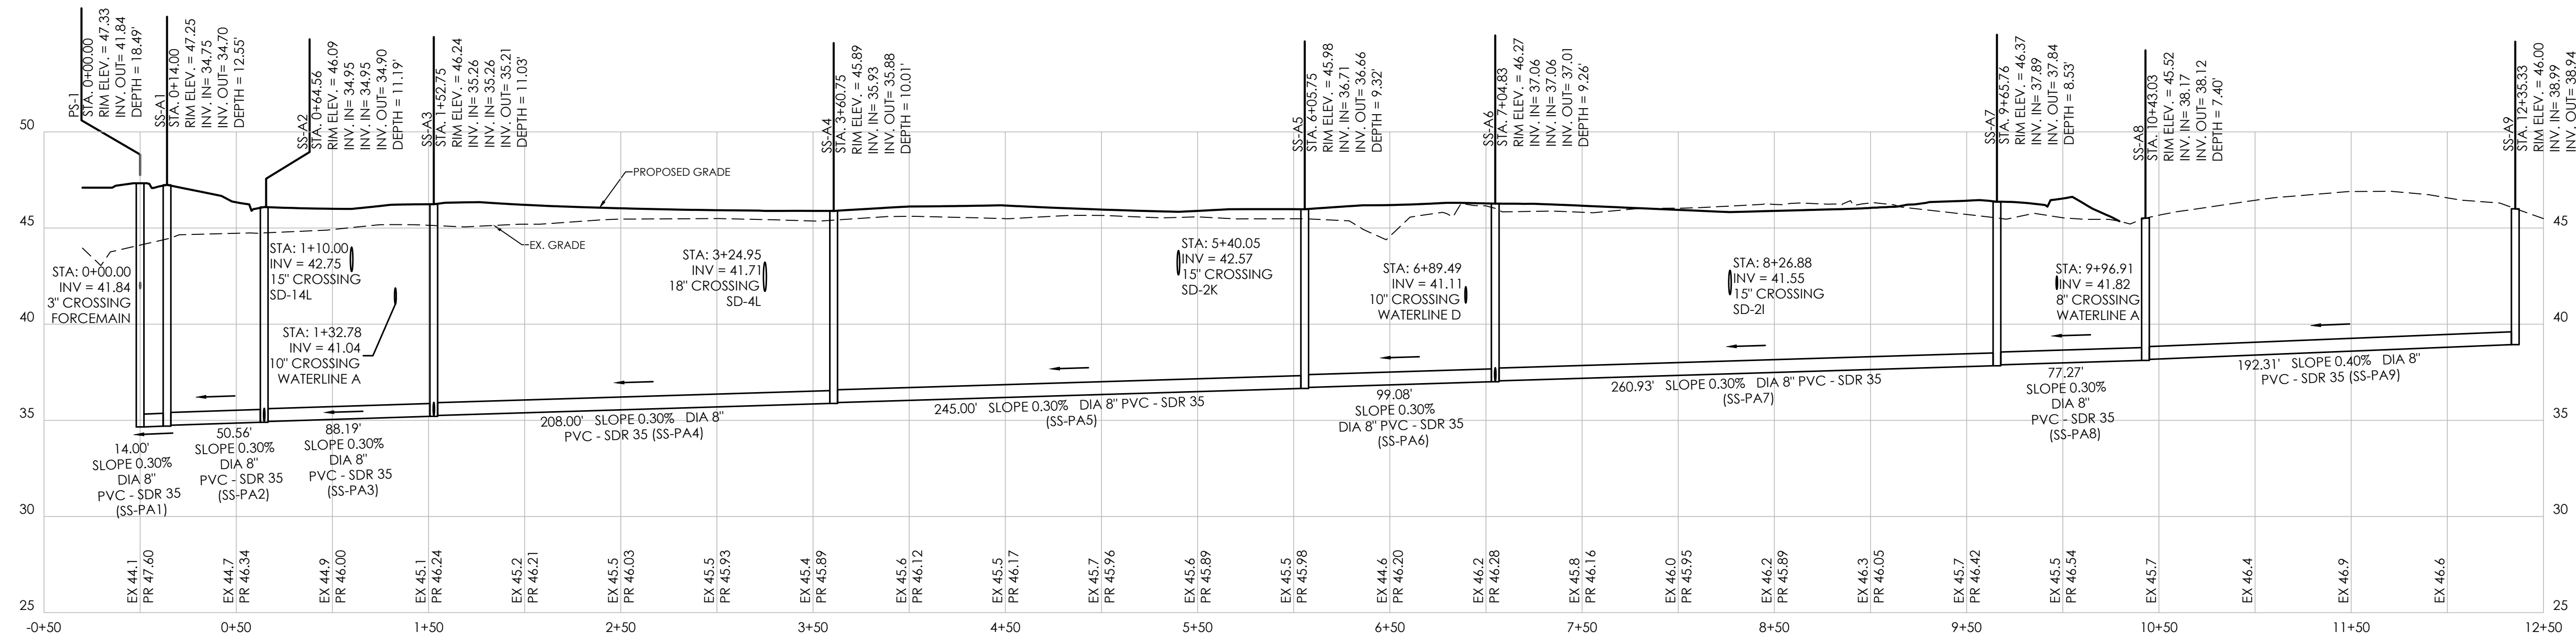 PS-1
STA. 0+00.00
RIM ELEV. = 47.33
INV. OUT= 41.84
DEPTH = 18.49'
SS-A1
STA. 0+14.00
RIM ELEV. = 47.25
INV. IN= 34.75
INV. OUT= 34.70
DEPTH = 12.55'
SS-A2
STA. 0+64.56
RIM ELEV. = 46.09
INV. IN= 34.95
INV. IN= 34.95
INV. OUT= 34.90
DEPTH = 11.19'
SS-A3
STA. 1+52.75
RIM ELEV. = 46.24
INV. IN= 35.26
INV. IN= 35.26
INV. OUT= 35.21
DEPTH = 11.03'
SS-A4
STA. 3+60.75
RIM ELEV. = 45.89
INV. IN= 35.93
INV. OUT= 35.88
DEPTH = 10.01'
SS-A5
STA. 6+05.75
RIM ELEV. = 45.98
INV. IN= 36.71
INV. OUT= 36.66
DEPTH = 9.32'
SS-A6
STA. 7+04.83
RIM ELEV. = 46.27
INV. IN= 37.06
INV. IN= 37.06
INV. OUT= 37.01
DEPTH = 9.26'
SS-A7
STA. 9+65.76
RIM ELEV. = 46.37
INV. IN= 37.89
INV. OUT= 37.84
DEPTH = 8.53'
SS-A8
STA. 10+43.03
RIM ELEV. = 45.52
INV. IN= 38.17
INV. OUT= 38.12
DEPTH = 7.40'
SS-A9
STA. 12+35.33
RIM ELEV. = 46.00
INV. IN= 38.99
INV. OUT= 38.94
50
PROPOSED GRADE
EX. GRADE
45
45
STA: 0+00.00
INV = 41.84
3" CROSSING
FORCEMAIN
STA: 1+10.00
INV = 42.75
15" CROSSING
SD-14L
STA: 1+32.78
INV = 41.04
10" CROSSING
WATERLINE A
STA: 3+24.95
INV = 41.71
18" CROSSING
SD-4L
STA: 5+40.05
INV = 42.57
15" CROSSING
SD-2K
STA: 6+89.49
INV = 41.11
10" CROSSING
WATERLINE D
STA: 8+26.88
INV = 41.55
15" CROSSING
SD-2I
STA: 9+96.91
INV = 41.82
8" CROSSING
WATERLINE A
40
40
35
35
14.00'
SLOPE 0.30%
DIA 8"
PVC - SDR 35
(SS-PA1)
50.56'
SLOPE 0.30%
DIA 8"
PVC - SDR 35
(SS-PA2)
88.19'
SLOPE 0.30%
DIA 8"
PVC - SDR 35
(SS-PA3)
208.00' SLOPE 0.30% DIA 8"
PVC - SDR 35 (SS-PA4)
245.00' SLOPE 0.30% DIA 8" PVC - SDR 35
(SS-PA5)
99.08'
SLOPE 0.30%
DIA 8" PVC - SDR 35
(SS-PA6)
260.93' SLOPE 0.30% DIA 8" PVC - SDR 35
(SS-PA7)
77.27'
SLOPE 0.30%
DIA 8"
PVC - SDR 35
(SS-PA8)
192.31' SLOPE 0.40% DIA 8"
PVC - SDR 35 (SS-PA9)
30
30
EX 44.1
PR 47.60
EX 44.7
PR 46.34
EX 44.9
PR 46.00
EX 45.1
PR 46.24
EX 45.2
PR 46.21
EX 45.5
PR 46.03
EX 45.5
PR 45.93
EX 45.4
PR 45.89
EX 45.6
PR 46.12
EX 45.5
PR 46.17
EX 45.7
PR 45.96
EX 45.6
PR 45.89
EX 45.5
PR 45.98
EX 44.6
PR 46.20
EX 46.2
PR 46.28
EX 45.8
PR 46.16
EX 46.0
PR 45.95
EX 46.2
PR 45.89
EX 46.3
PR 46.05
EX 45.7
PR 46.42
EX 45.5
PR 46.54
EX 45.7
EX 46.4
EX 46.9
EX 46.6
25
25
-0+50
0+50
1+50
2+50
3+50
4+50
5+50
6+50
7+50
8+50
9+50
10+50
11+50
12+50